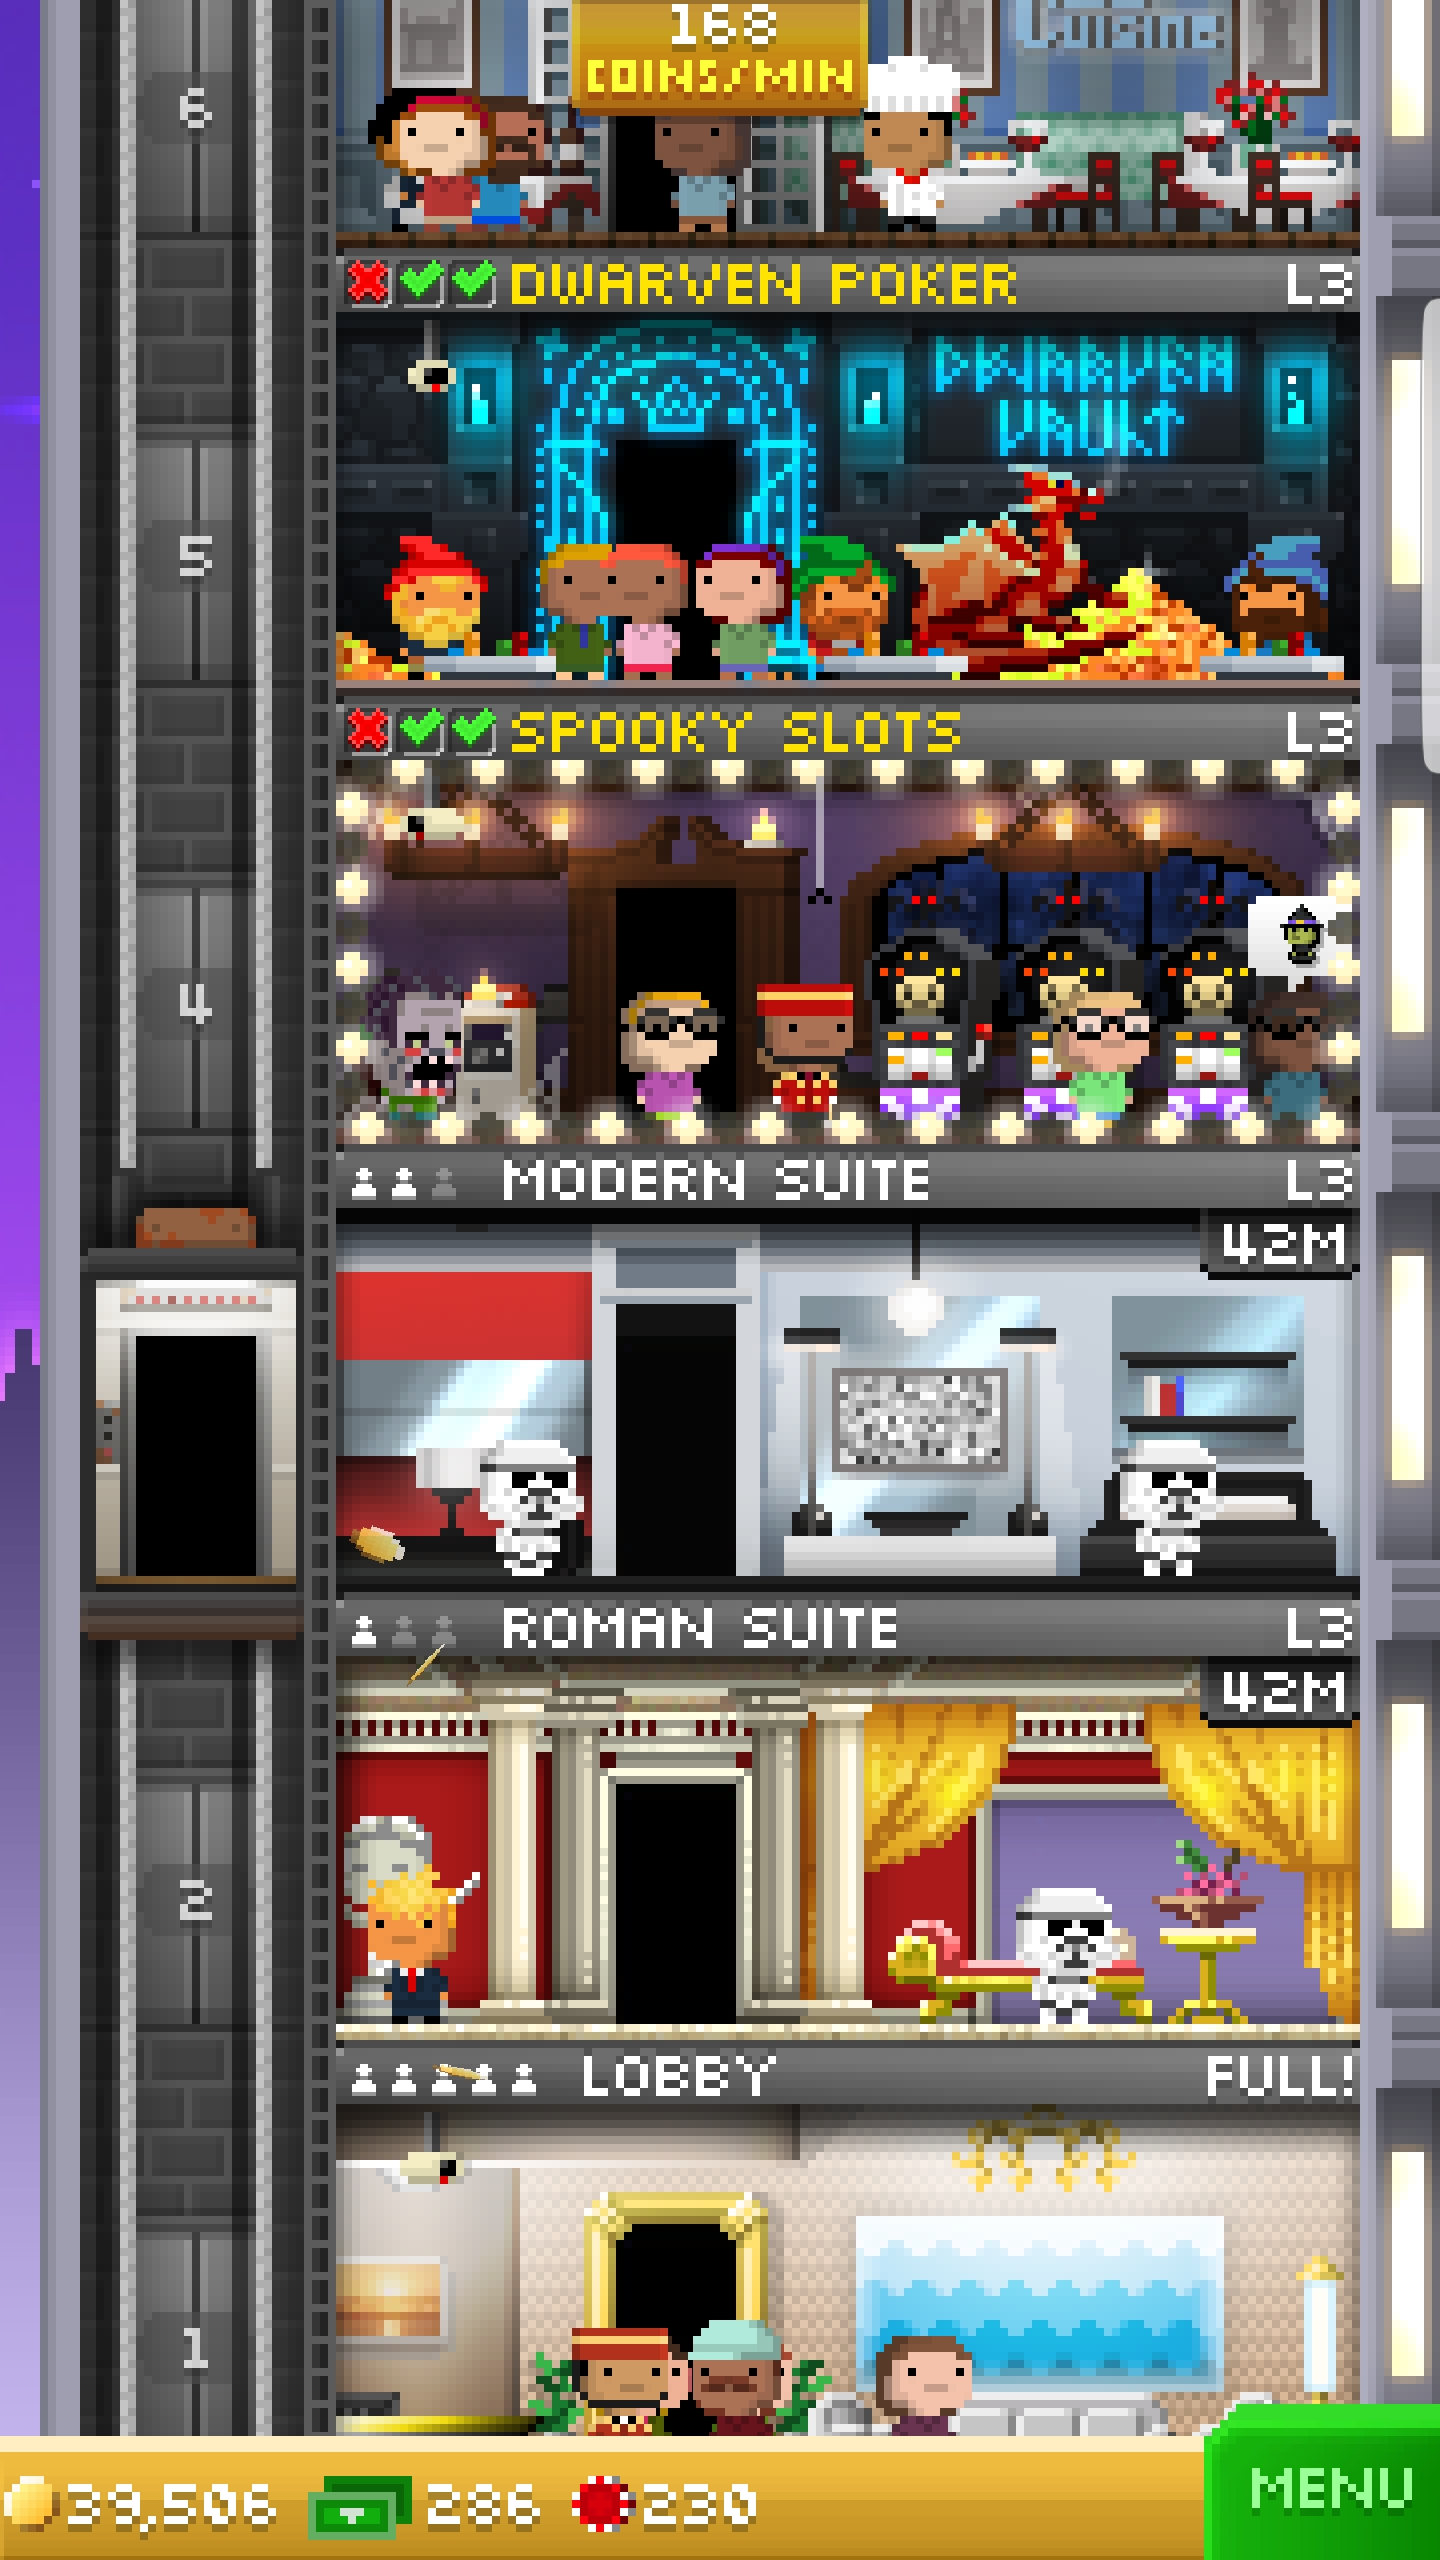 168
COINS/MIN
Cuisine
6
DWARVEN POKER L3
DWARVEN
VAULT
5
SPOOKY SLOTS L3
4
MODERN SUITE L3
42M
ROMAN SUITE L3
42M
2
LOBBY FULL!
1
39,506 286 230
MENU